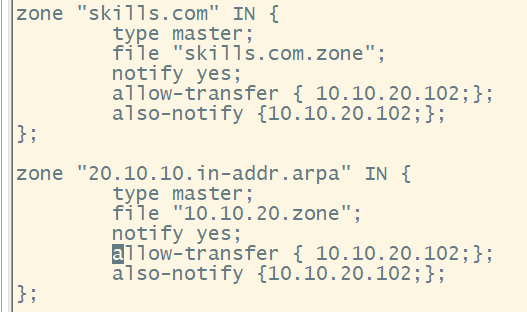 zone "skills.com" IN {
        type master;
        file "skills.com.zone";
        notify yes;
        allow-transfer { 10.10.20.102;};
        also-notify {10.10.20.102;};
};

zone "20.10.10.in-addr.arpa" IN {
        type master;
        file "10.10.20.zone";
        notify yes;
        allow-transfer { 10.10.20.102;};
        also-notify {10.10.20.102;};
};